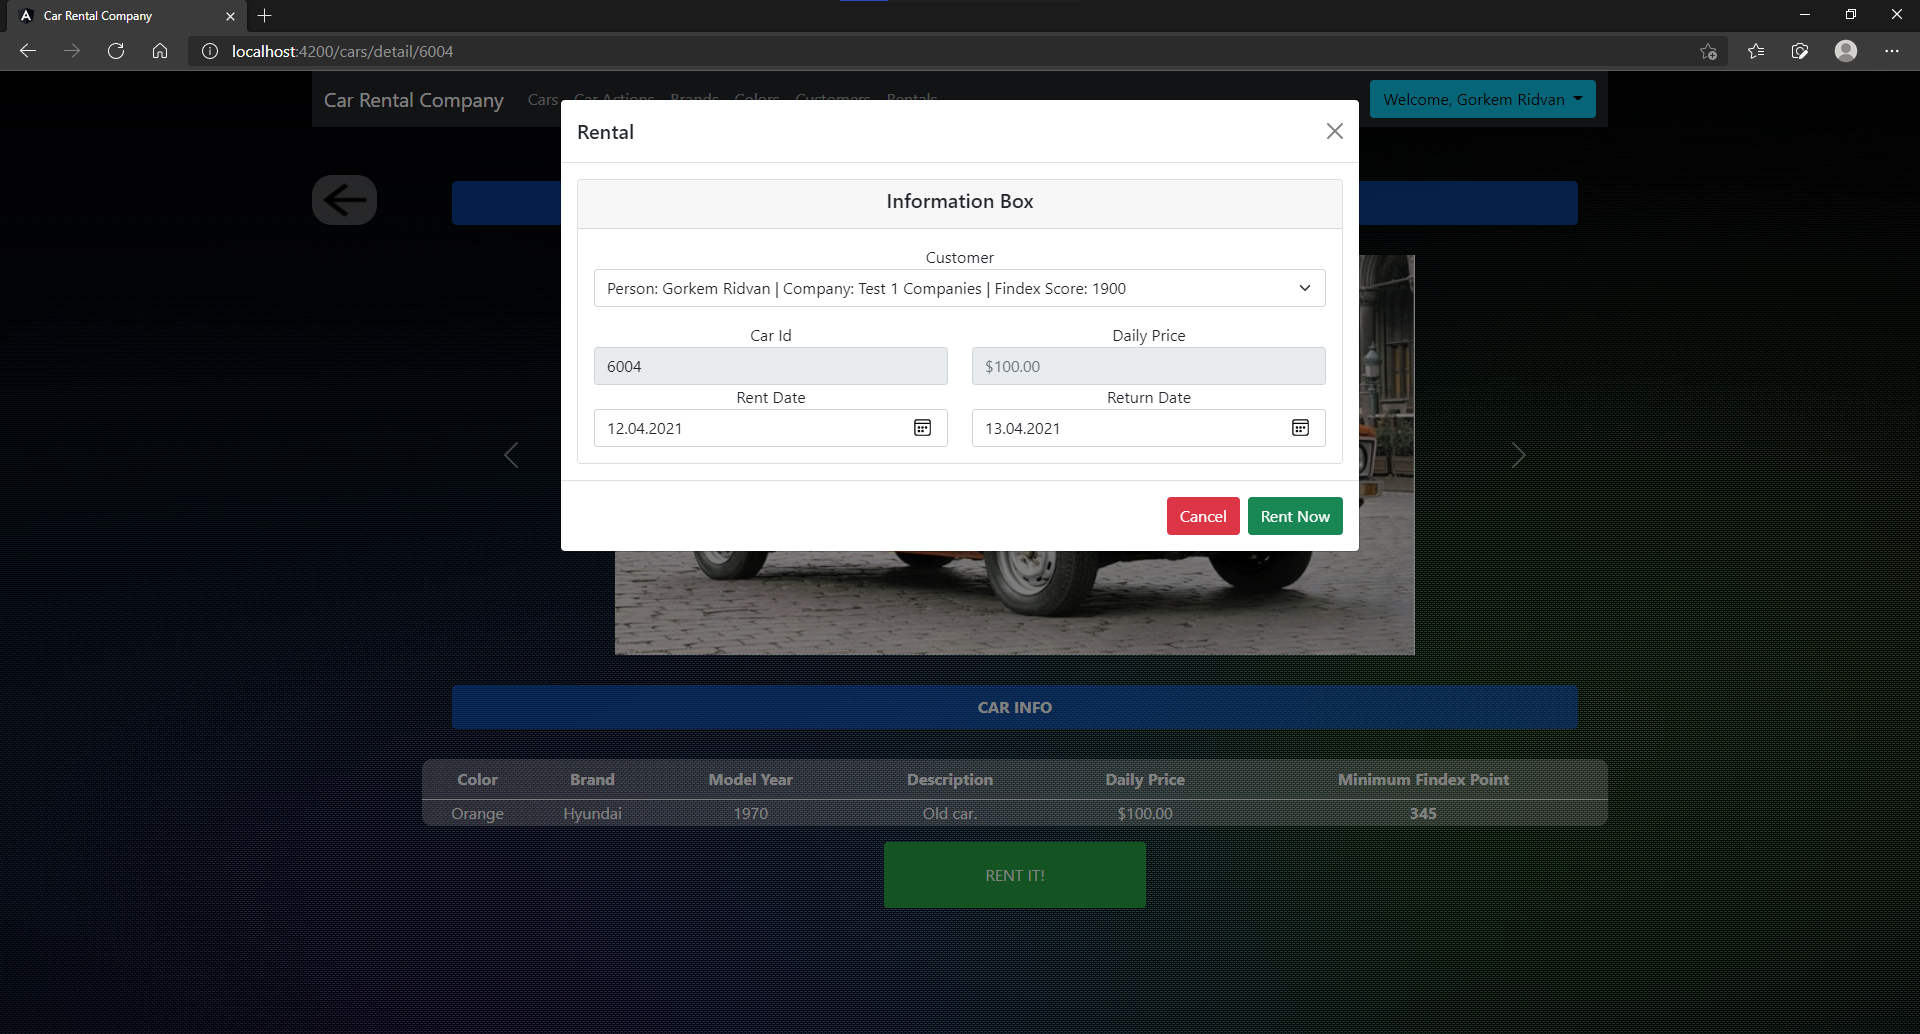 Car Rental Company
localhost:4200/cars/detail/6004
Car Rental Company Cars Car Actions Brands Colors Customers Rentals Welcome, Gorkem Ridvan
Rental
Information Box
Customer
Person: Gorkem Ridvan | Company: Test 1 Companies | Findex Score: 1900
Car Id Daily Price
6004 $100.00
Rent Date Return Date
12.04.2021 13.04.2021
Cancel Rent Now
CAR INFO
Color Brand Model Year Description Daily Price Minimum Findex Point
Orange Hyundai 1970 Old car. $100.00 345
RENT IT!